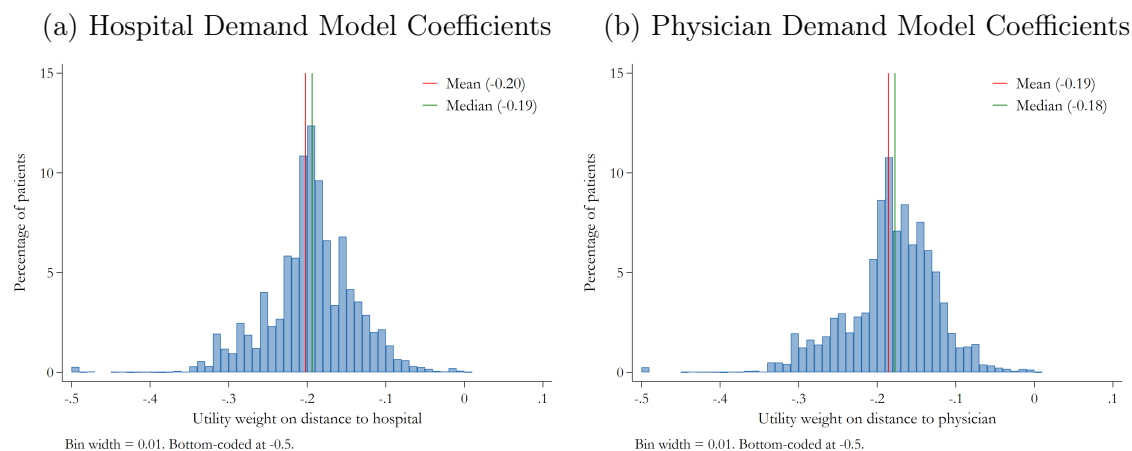 (a) Hospital Demand Model Coefficients
15
10
5
0
Percentage of patients
Mean (-0.20)
Median (-0.19)
-.5 -.4 -.3 -.2 -.1 0 .1
Utility weight on distance to hospital
Bin width = 0.01. Bottom-coded at -0.5.
(b) Physician Demand Model Coefficients
15
10
5
0
Percentage of patients
Mean (-0.19)
Median (-0.18)
-.5 -.4 -.3 -.2 -.1 0 .1
Utility weight on distance to physician
Bin width = 0.01. Bottom-coded at -0.5.